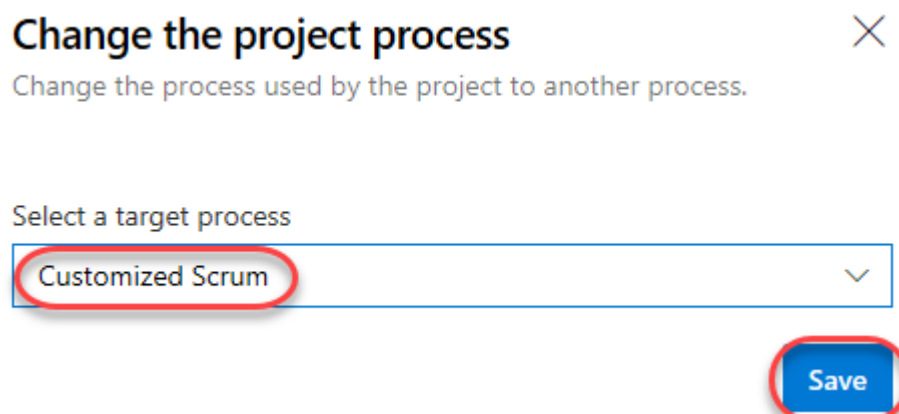 Change the project process
Change the process used by the project to another process.
Select a target process
Customized Scrum
Save